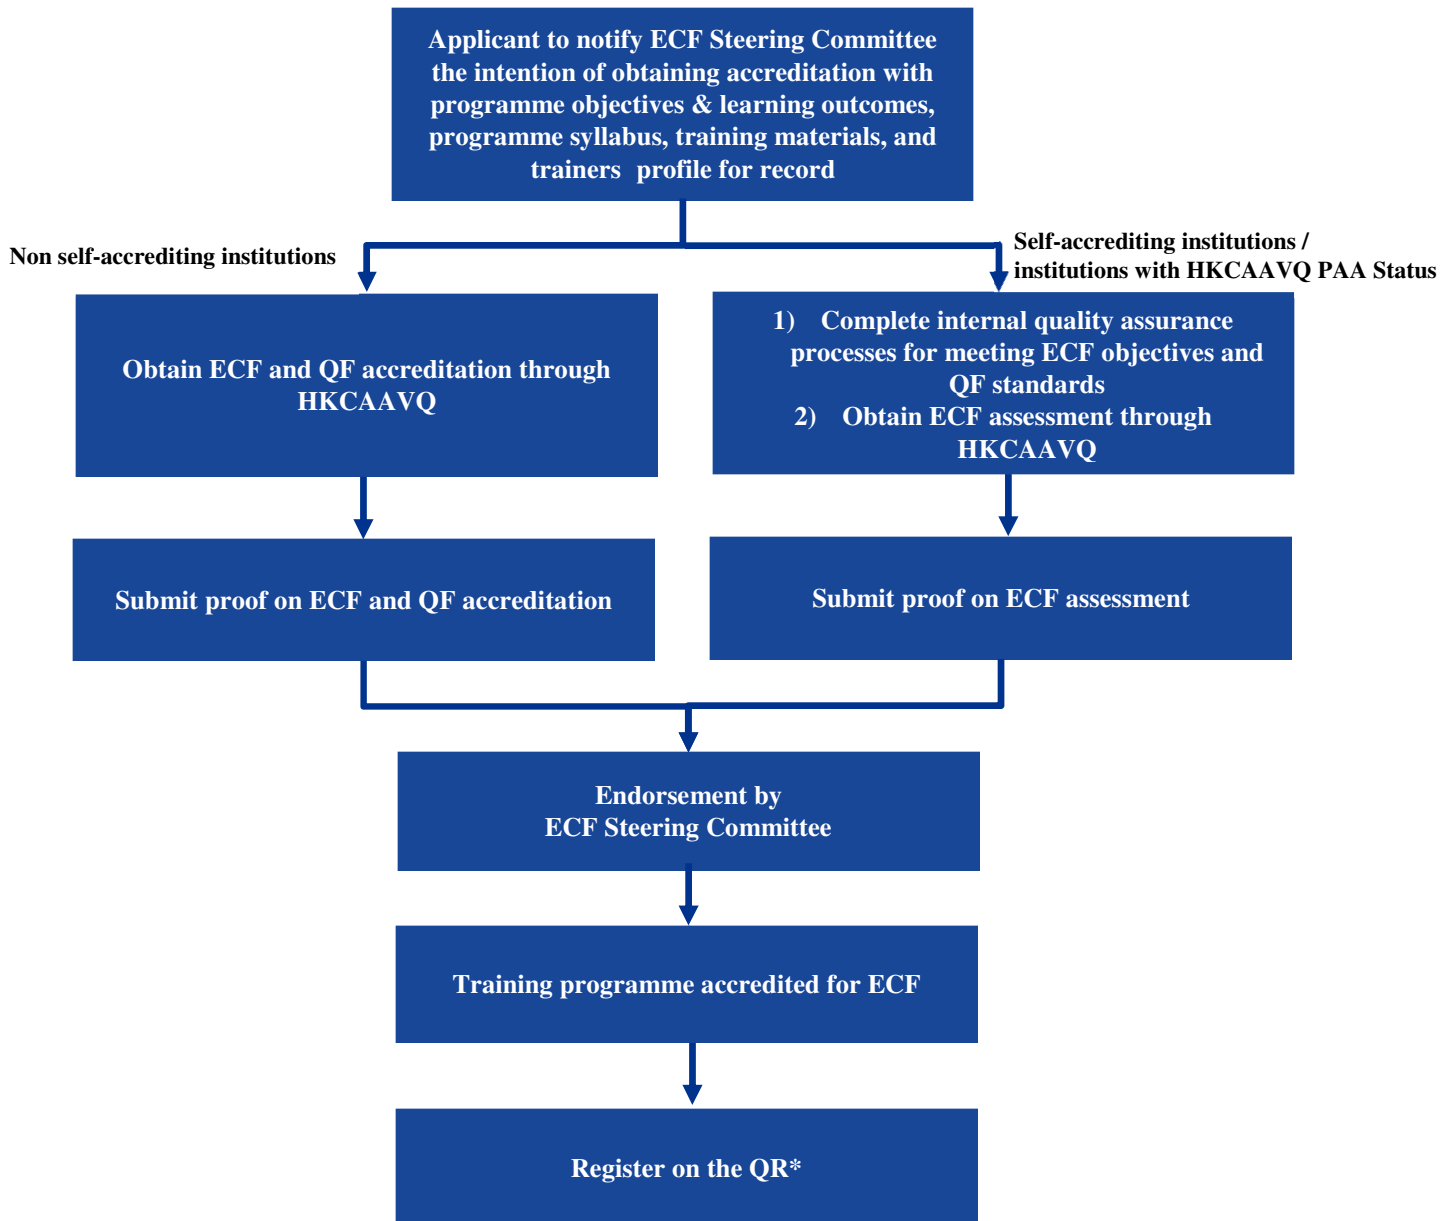 Applicant to notify ECF Steering Committee
the intention of obtaining accreditation with
programme objectives & learning outcomes,
programme syllabus, training materials, and
trainers profile for record
Non self-accrediting institutions
Self-accrediting institutions /
institutions with HKCAAVQ PAA Status
Obtain ECF and QF accreditation through
HKCAAVQ
1) Complete internal quality assurance
processes for meeting ECF objectives and
QF standards
2) Obtain ECF assessment through
HKCAAVQ
Submit proof on ECF and QF accreditation
Submit proof on ECF assessment
Endorsement by
ECF Steering Committee
Training programme accredited for ECF
Register on the QR*